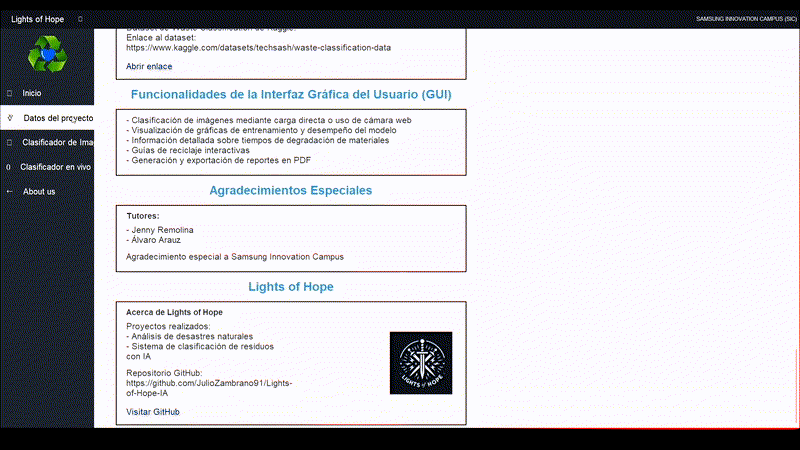 Lights of Hope
SAMSUNG INNOVATION CAMPUS (SIC)
Inicio
Datos del proyecto
Clasificador de Ima
Clasificador en vivo
About us
Dataset de Waste Classification de Kaggle.
Enlace al dataset:
https://www.kaggle.com/datasets/techsash/waste-classification-data
Abrir enlace
Funcionalidades de la Interfaz Gráfica del Usuario (GUI)
- Clasificación de imágenes mediante carga directa o uso de cámara web
- Visualización de gráficas de entrenamiento y desempeño del modelo
- Información detallada sobre tiempos de degradación de materiales
- Guías de reciclaje interactivas
- Generación y exportación de reportes en PDF
Agradecimientos Especiales
Tutores:
- Jenny Remolina
- Álvaro Arauz
Agradecimiento especial a Samsung Innovation Campus
Lights of Hope
Acerca de Lights of Hope
Proyectos realizados:
- Análisis de desastres naturales
- Sistema de clasificación de residuos
con IA
Repositorio GitHub:
https://github.com/JulioZambrano91/Lights-
of-Hope-IA
Visitar GitHub
LIGHTS of HOPE